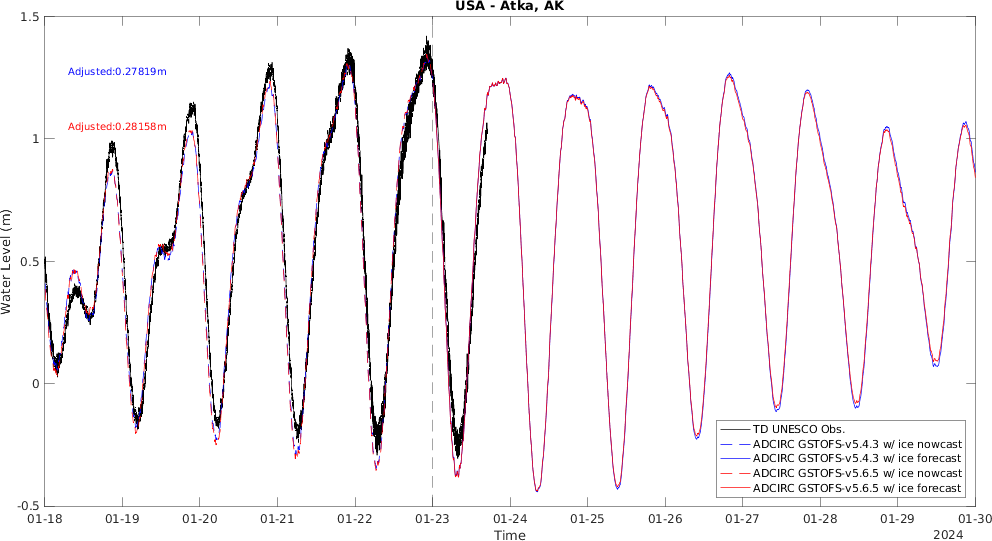 USA - Atka, AK
1.5
Adjusted:0.27819m
Adjusted:0.28158m
1
0.5
0
-0.5
Water Level (m)
TD UNESCO Obs.
ADCIRC GSTOFS-v5.4.3 w/ ice nowcast
ADCIRC GSTOFS-v5.4.3 w/ ice forecast
ADCIRC GSTOFS-v5.6.5 w/ ice nowcast
ADCIRC GSTOFS-v5.6.5 w/ ice forecast
01-18 01-19 01-20 01-21 01-22 01-23 01-24 01-25 01-26 01-27 01-28 01-29 01-30
Time
2024